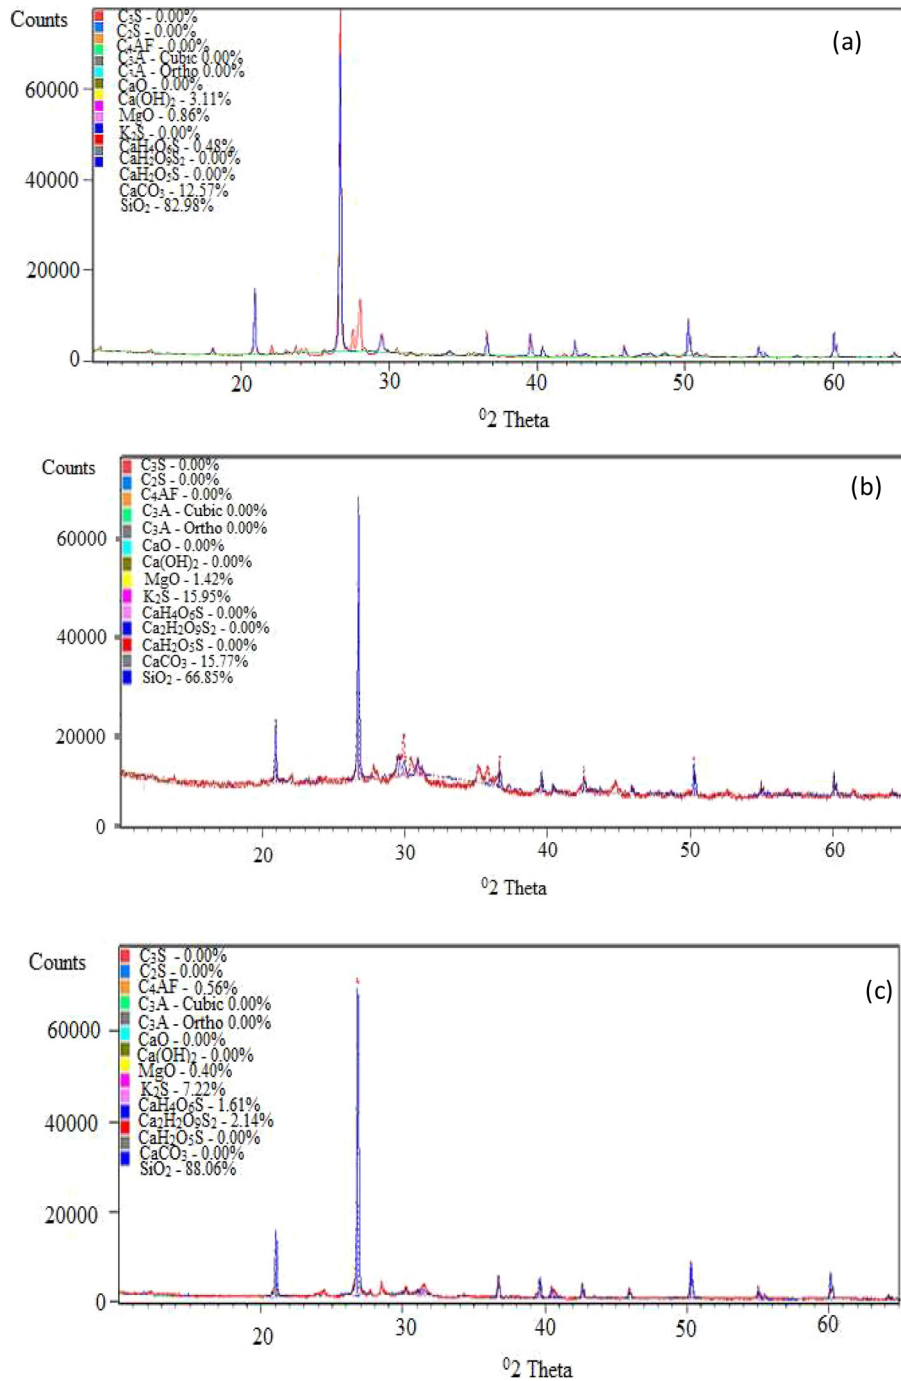 Counts
(a)
C₃S - 0.00%
C₂S - 0.00%
C₄AF - 0.00%
C₃A - Cubic 0.00%
C₃A - Ortho 0.00%
CaO - 0.00%
Ca(OH)₂ - 3.11%
MgO - 0.86%
K₂S - 0.00%
CaH₄O₆S - 0.48%
CaH₂O₉S₂ - 0.00%
CaH₂O₅S - 0.00%
CaCO₃ - 12.57%
SiO₂ - 82.98%
60000
40000
20000
0
20 30 40 50 60
⁰2 Theta
Counts
(b)
C₃S - 0.00%
C₂S - 0.00%
C₄AF - 0.00%
C₃A - Cubic 0.00%
C₃A - Ortho 0.00%
CaO - 0.00%
Ca(OH)₂ - 0.00%
MgO - 1.42%
K₂S - 15.95%
CaH₄O₆S - 0.00%
Ca₂H₂O₉S₂ - 0.00%
CaH₂O₅S - 0.00%
CaCO₃ - 15.77%
SiO₂ - 66.85%
60000
40000
20000
0
20 30 40 50 60
⁰2 Theta
Counts
(c)
C₃S - 0.00%
C₂S - 0.00%
C₄AF - 0.56%
C₃A - Cubic 0.00%
C₃A - Ortho 0.00%
CaO - 0.00%
Ca(OH)₂ - 0.00%
MgO - 0.40%
K₂S - 7.22%
CaH₄O₆S - 1.61%
Ca₂H₂O₉S₂ - 2.14%
CaH₂O₅S - 0.00%
CaCO₃ - 0.00%
SiO₂ - 88.06%
60000
40000
20000
0
20 30 40 50 60
⁰2 Theta